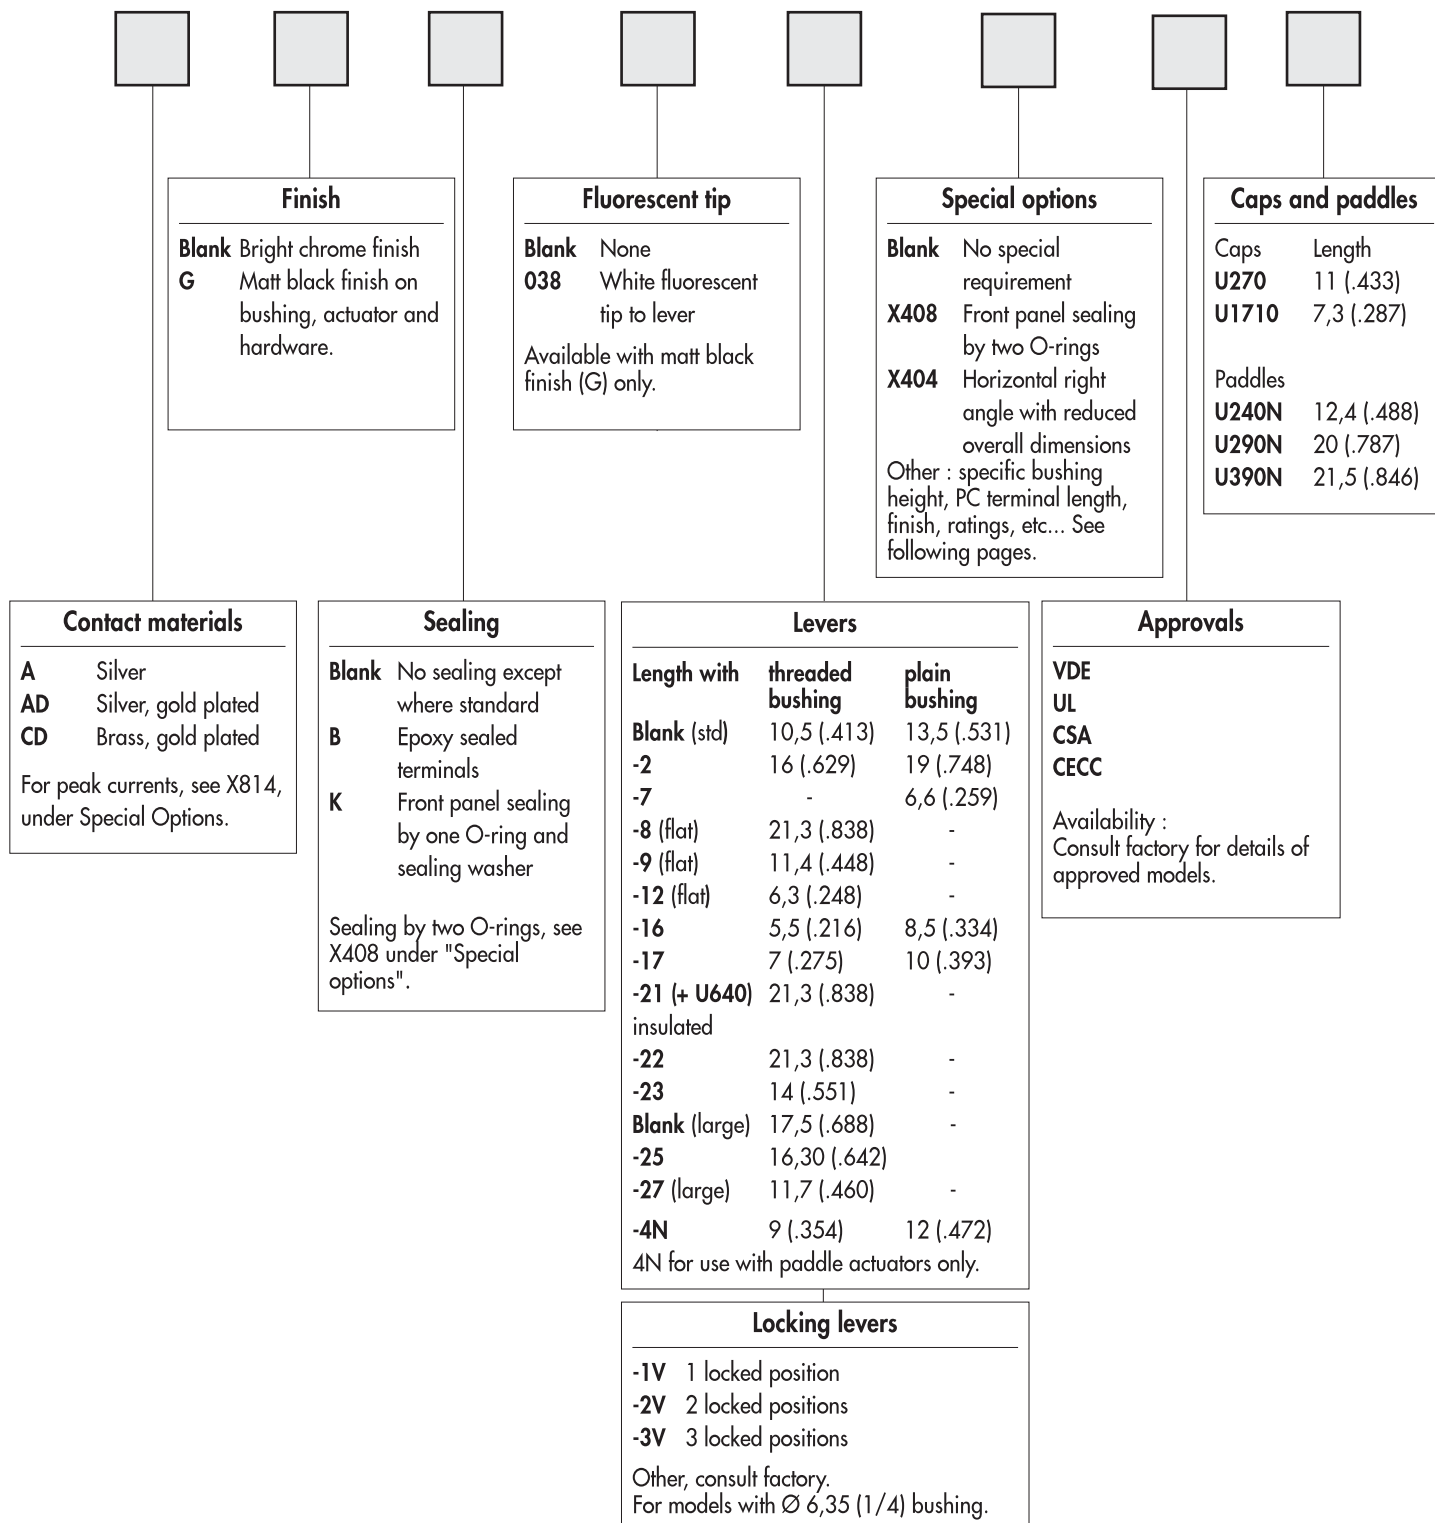 Finish
Blank Bright chrome finish
G Matt black finish on
bushing, actuator and
hardware.
Fluorescent tip
Blank None
038 White fluorescent
tip to lever
Available with matt black
finish (G) only.
Special options
Blank No special
requirement
X408 Front panel sealing
by two O-rings
X404 Horizontal right
angle with reduced
overall dimensions
Other : specific bushing
height, PC terminal length,
finish, ratings, etc... See
following pages.
Caps and paddles
Caps Length
U270 11 (.433)
U1710 7,3 (.287)
Paddles
U240N 12,4 (.488)
U290N 20 (.787)
U390N 21,5 (.846)
Contact materials
A Silver
AD Silver, gold plated
CD Brass, gold plated
For peak currents, see X814,
under Special Options.
Sealing
Blank No sealing except
where standard
B Epoxy sealed
terminals
K Front panel sealing
by one O-ring and
sealing washer
Sealing by two O-rings, see
X408 under "Special
options".
Levers
Length with threaded plain
bushing bushing
Blank (std) 10,5 (.413) 13,5 (.531)
-2 16 (.629) 19 (.748)
-7 - 6,6 (.259)
-8 (flat) 21,3 (.838) -
-9 (flat) 11,4 (.448) -
-12 (flat) 6,3 (.248) -
-16 5,5 (.216) 8,5 (.334)
-17 7 (.275) 10 (.393)
-21 (+ U640) 21,3 (.838) -
insulated
-22 21,3 (.838) -
-23 14 (.551) -
Blank (large) 17,5 (.688) -
-25 16,30 (.642)
-27 (large) 11,7 (.460) -
-4N 9 (.354) 12 (.472)
4N for use with paddle actuators only.
Approvals
VDE
UL
CSA
CECC
Availability :
Consult factory for details of
approved models.
Locking levers
-1V 1 locked position
-2V 2 locked positions
-3V 3 locked positions
Other, consult factory.
For models with Ø 6,35 (1/4) bushing.